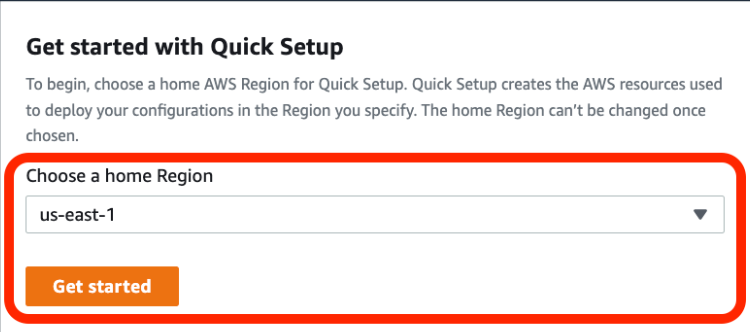 Get started with Quick Setup
To begin, choose a home AWS Region for Quick Setup. Quick Setup creates the AWS resources used
to deploy your configurations in the Region you specify. The home Region can’t be changed once
chosen.
Choose a home Region
us-east-1
Get started